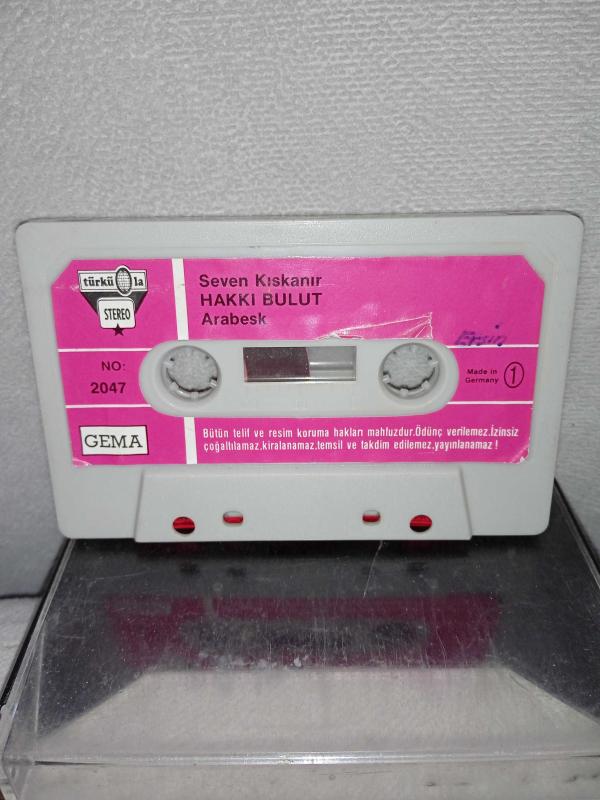 türkü la
STEREO
Seven Kıskanır
HAKKI BULUT
Arabesk
Ersin
NO:
2047
Made in
Germany
1
GEMA
Bütün telif ve resim koruma hakları mahfuzdur.Ödünç verilemez.İzinsiz
çoğaltılamaz,kiralanamaz,temsil ve takdim edilemez,yayınlanamaz!